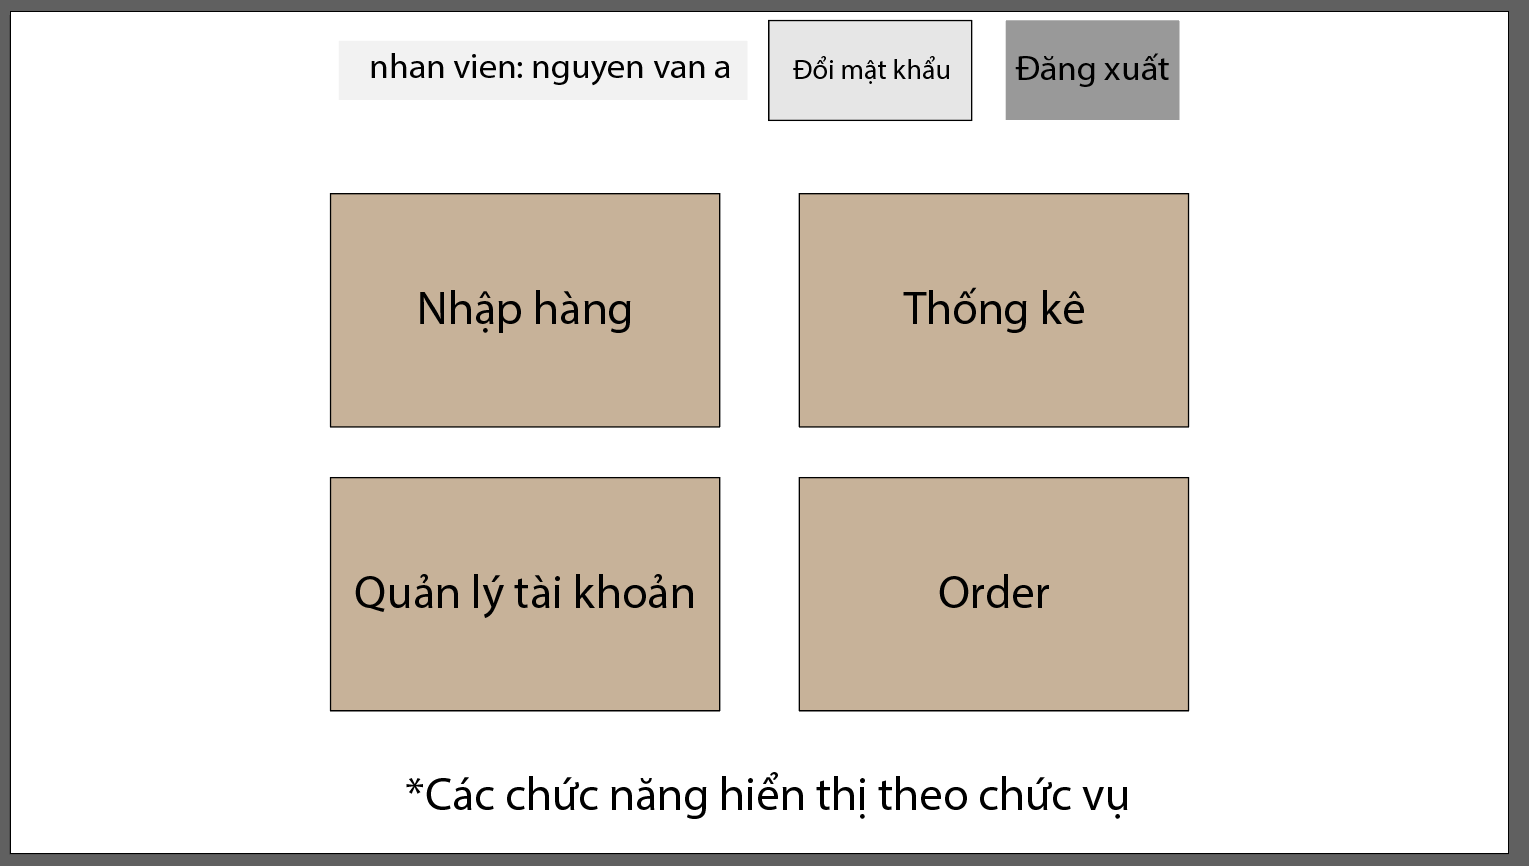 nhan vien: nguyen van a
Đổi mật khẩu
Đăng xuất
Nhập hàng
Thống kê
Quản lý tài khoản
Order
*Các chức năng hiển thị theo chức vụ